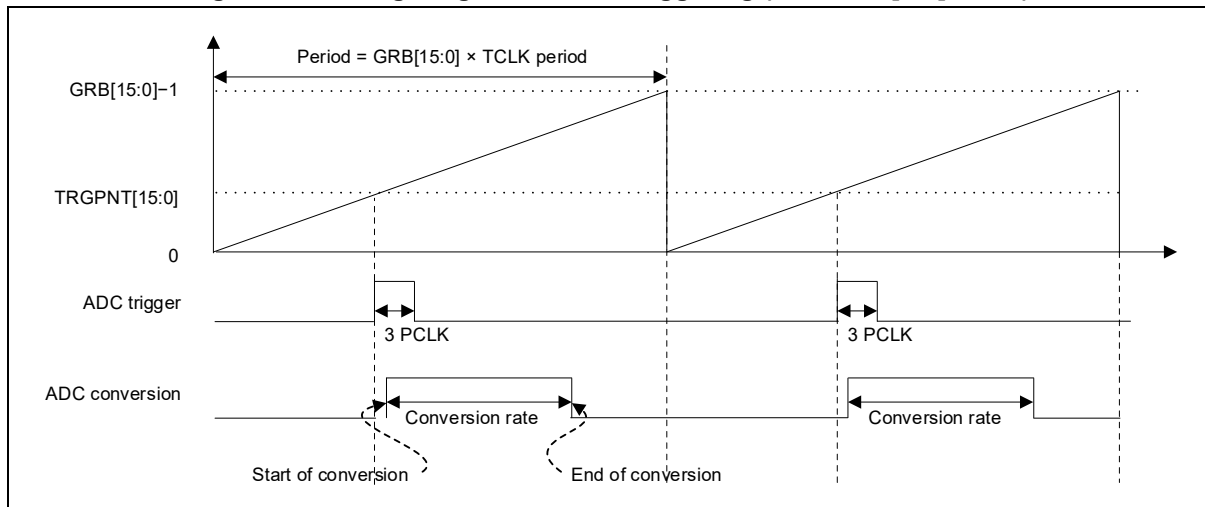 Period = GRB[15:0] × TCLK period
GRB[15:0]−1
TRGPNT[15:0]
0
ADC trigger
3 PCLK
3 PCLK
ADC conversion
Conversion rate
Conversion rate
Start of conversion
End of conversion